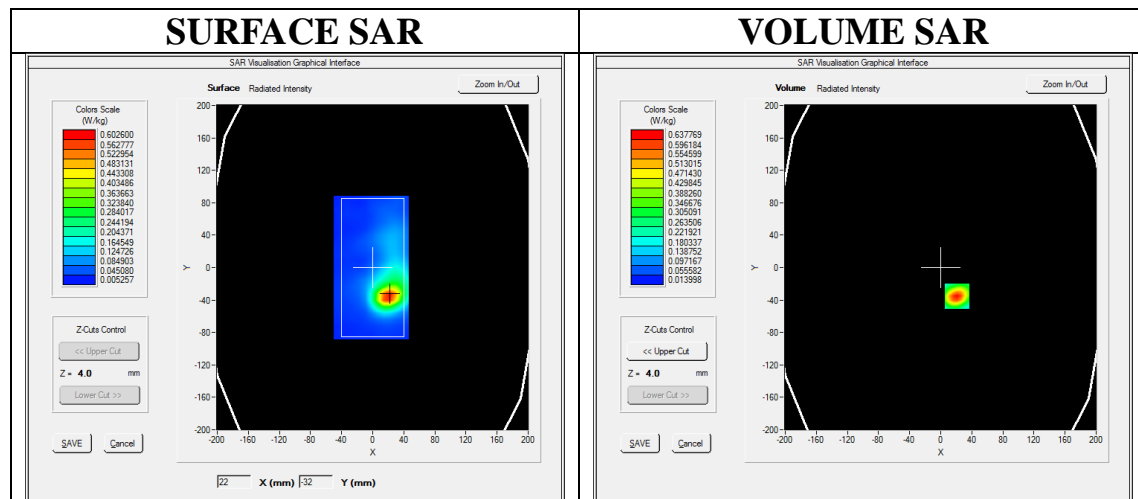 SURFACE SAR
SAR Visualisation Graphical Interface
Surface Radiated Intensity
Zoom In/Out
Colors Scale
(W/kg)
0.602600
0.562777
0.522954
0.483131
0.443308
0.403486
0.363663
0.323840
0.284017
0.244194
0.204371
0.164549
0.124726
0.084903
0.045080
0.005257
Z-Cuts Control
<< Upper Cut
Z = 4.0 mm
Lower Cut >>
SAVE Cancel
200
160
120
80
40
0
-40
-80
-120
-160
-200
Y
-200 -160 -120 -80 -40 0 40 80 120 160 200
X
22 X (mm) -32 Y (mm)
VOLUME SAR
SAR Visualisation Graphical Interface
Volume Radiated Intensity
Zoom In/Out
Colors Scale
(W/kg)
0.637769
0.596184
0.554599
0.513015
0.471430
0.429845
0.388260
0.346676
0.305091
0.263506
0.221921
0.180337
0.138752
0.097167
0.055582
0.013998
Z-Cuts Control
<< Upper Cut
Z = 4.0 mm
Lower Cut >>
SAVE Cancel
200
160
120
80
40
0
-40
-80
-120
-160
-200
Y
-200 -160 -120 -80 -40 0 40 80 120 160 200
X